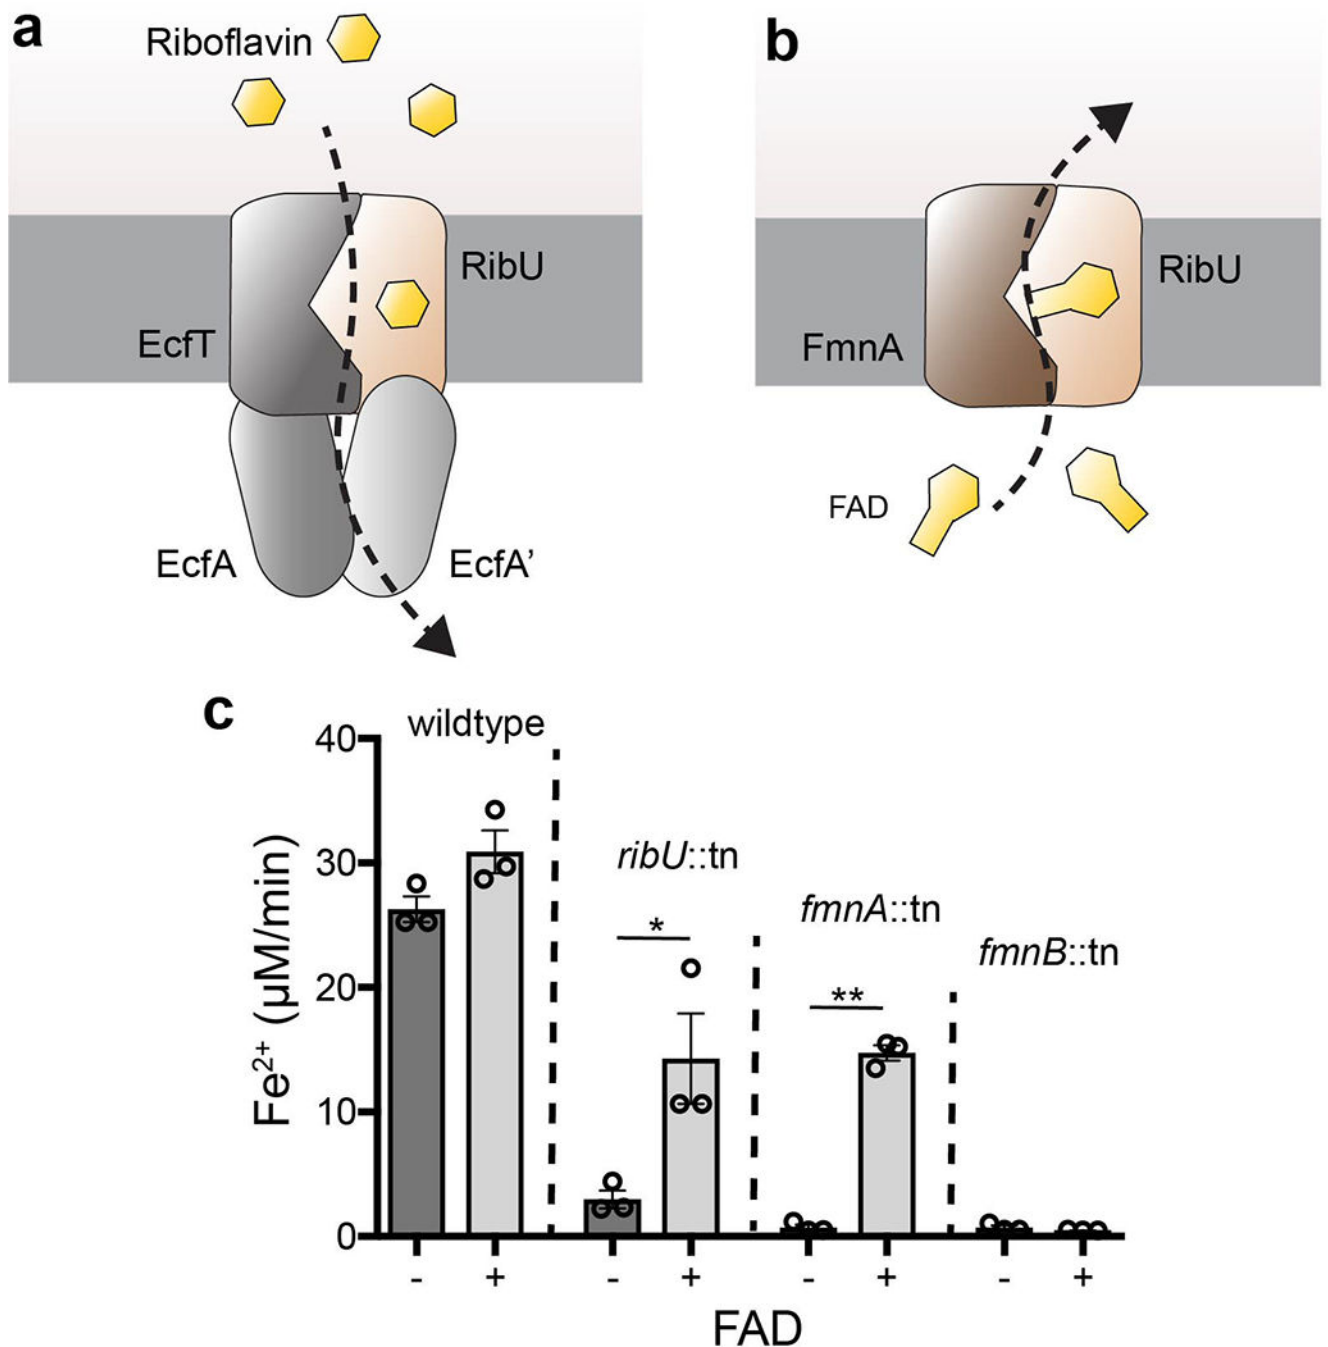 a
Riboflavin
RibU
EcfT
EcfA
EcfA’
b
RibU
FmnA
FAD
c
wildtype
ribU::tn
fmnA::tn
fmnB::tn
*
**
Fe²⁺ (µM/min)
40
30
20
10
0
- + - + - + - +
FAD